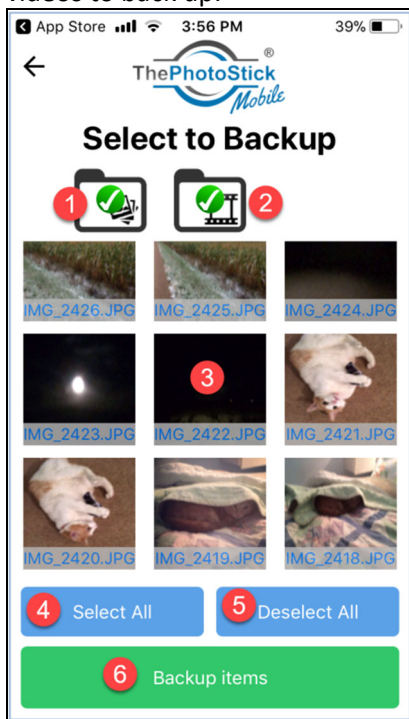 videos to back up.
App Store 3:56 PM 39%
ThePhotoStick®
Mobile
Select to Backup
1 2
IMG_2426.JPG IMG_2425.JPG IMG_2424.JPG
3
IMG_2423.JPG IMG_2422.JPG IMG_2421.JPG
IMG_2420.JPG IMG_2419.JPG IMG_2418.JPG
4 Select All 5 Deselect All
6 Backup items